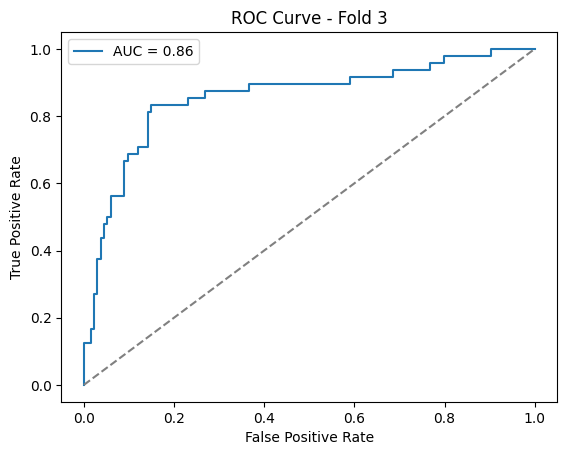 ROC Curve - Fold 3
AUC = 0.86
True Positive Rate
1.0
0.8
0.6
0.4
0.2
0.0
0.0 0.2 0.4 0.6 0.8 1.0
False Positive Rate